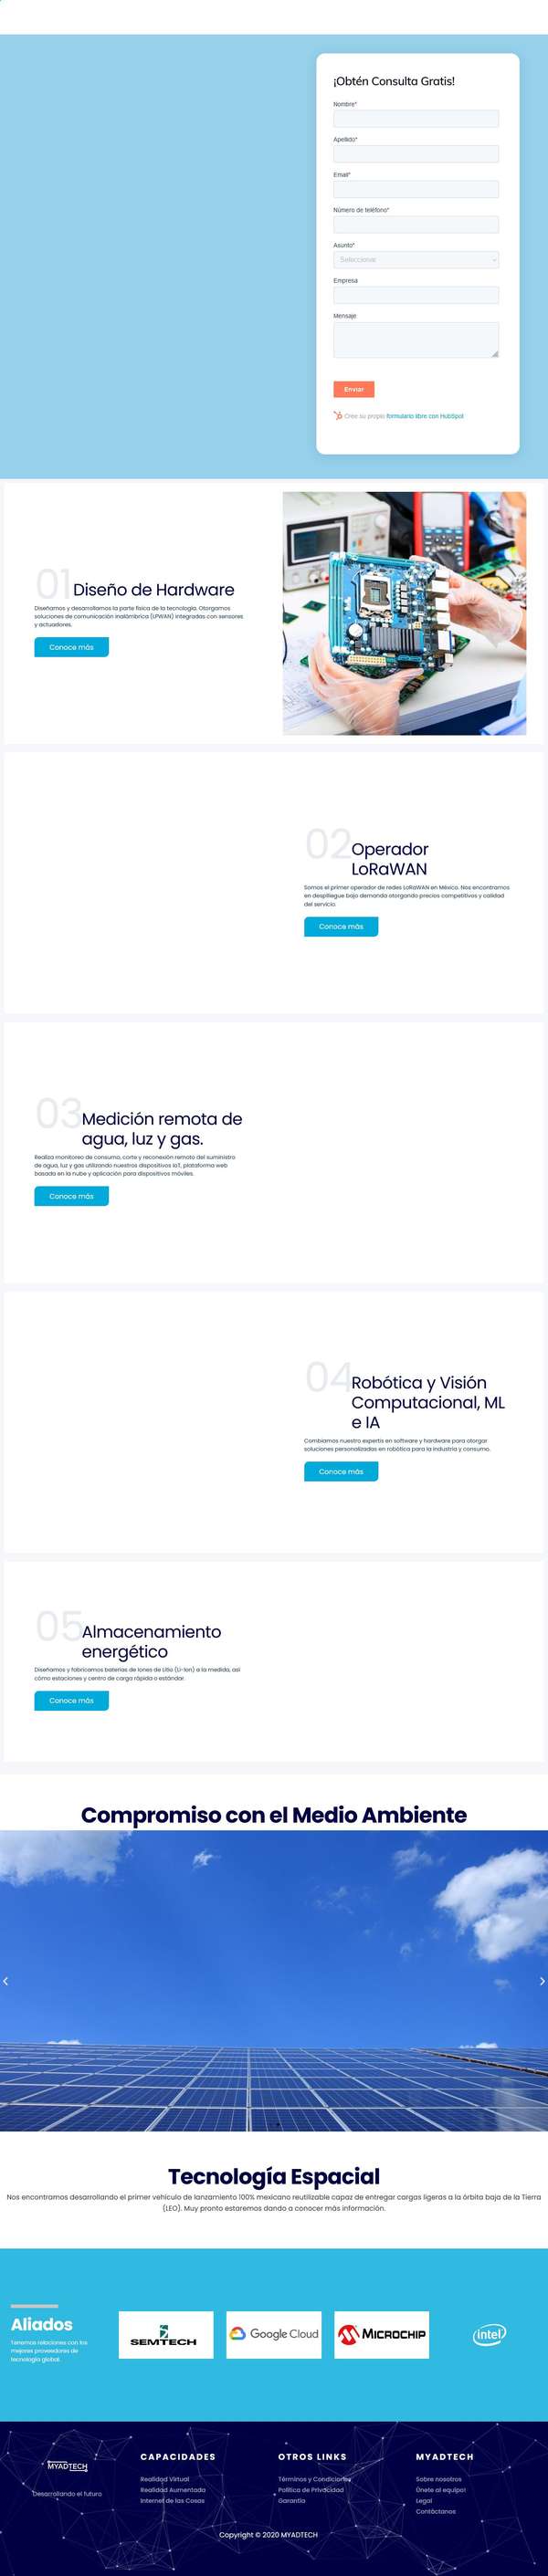 ¡Obtén Consulta Gratis!
Nombre*
Apellido*
Email*
Número de teléfono*
Asunto*
Seleccionar
Empresa
Mensaje
Enviar
Cree su propio formulario libre con HubSpot
01 Diseño de Hardware
Diseñamos y desarrollamos la parte física de la tecnología. Otorgamos
soluciones de comunicación inalámbrica (LPWAN) integradas con sensores
y actuadores.
Conoce más
02 Operador
LoRaWAN
Somos el primer operador de redes LoRaWAN en México. Nos encontramos
en despliegue bajo demanda otorgando precios competitivos y calidad
del servicio.
Conoce más
03 Medición remota de
agua, luz y gas.
Realiza monitoreo de consumo, corte y reconexión remoto del suministro
de agua, luz y gas utilizando nuestros dispositivos IoT, plataforma web
basada en la nube y aplicación para dispositivos móviles.
Conoce más
04 Robótica y Visión
Computacional, ML
e IA
Combiamos nuestro expertis en software y hardware para otorgar
soluciones personalizadas en robótica para la industria y consumo.
Conoce más
05 Almacenamiento
energético
Diseñamos y fabricamos baterías de Iones de Litio (Li-Ion) a la medida, así
cómo estaciones y centro de carga rápida o estándar.
Conoce más
Compromiso con el Medio Ambiente
Tecnología Espacial
Nos encontramos desarrollando el primer vehículo de lanzamiento 100% mexicano reutilizable capaz de entregar cargas ligeras a la órbita baja de la Tierra
(LEO). Muy pronto estaremos dando a conocer más información.
Aliados
Tenemos relaciones con los
mejores proveedores de
tecnología global.
SEMTECH
Google Cloud
MICROCHIP
intel
MYADTECH
Desarrollando el futuro
CAPACIDADES
Realidad Virtual
Realidad Aumentada
Internet de las Cosas
OTROS LINKS
Términos y Condiciones
Política de Privacidad
Garantía
MYADTECH
Sobre nosotros
Únete al equipo!
Legal
Contáctanos
Copyright © 2020 MYADTECH